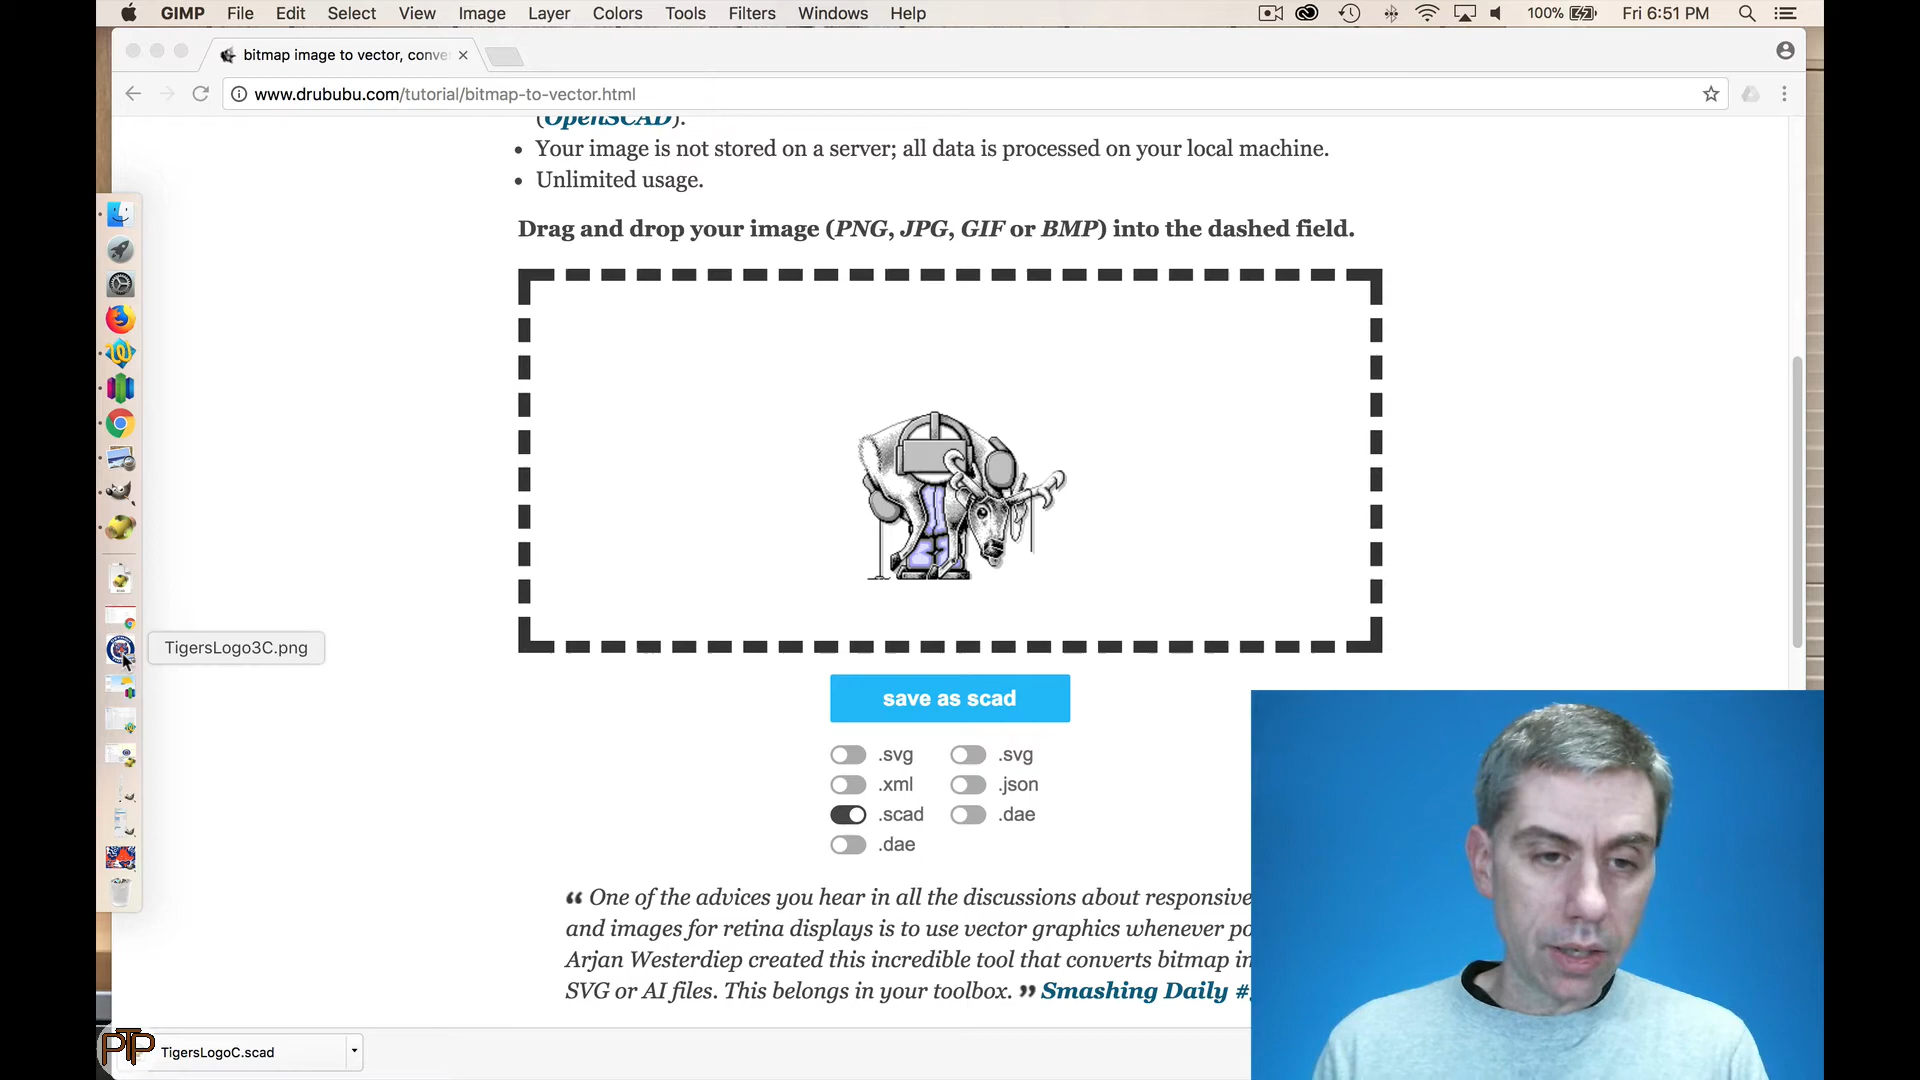 GIMP File Edit Select View Image Layer Colors Tools Filters Windows Help 100% Fri 6:51 PM
bitmap image to vector, conve
www.drububu.com/tutorial/bitmap-to-vector.html
(OpenSCAD).
• Your image is not stored on a server; all data is processed on your local machine.
• Unlimited usage.
Drag and drop your image (PNG, JPG, GIF or BMP) into the dashed field.
TigersLogo3C.png
save as scad
.svg .svg
.xml .json
.scad .dae
.dae
❝ One of the advices you hear in all the discussions about responsive
and images for retina displays is to use vector graphics whenever po
Arjan Westerdiep created this incredible tool that converts bitmap in
SVG or AI files. This belongs in your toolbox. ❞ Smashing Daily #
PTP TigersLogoC.scad